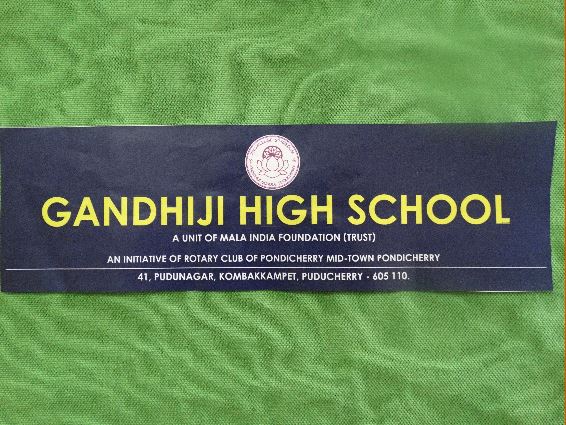 GANDHIJI HIGH SCHOOL
A UNIT OF MALA INDIA FOUNDATION (TRUST)
AN INITIATIVE OF ROTARY CLUB OF PONDICHERRY MID-TOWN PONDICHERRY
41, PUDUNAGAR, KOMBAKKAMPET, PUDUCHERRY - 605 110.